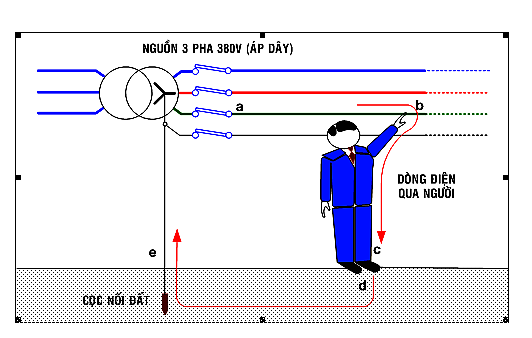 NGUỒN 3 PHA 380V (ÁP DÂY)
a
b
DÒNG ĐIỆN
QUA NGƯỜI
c
e
d
CỌC NỐI ĐẤT